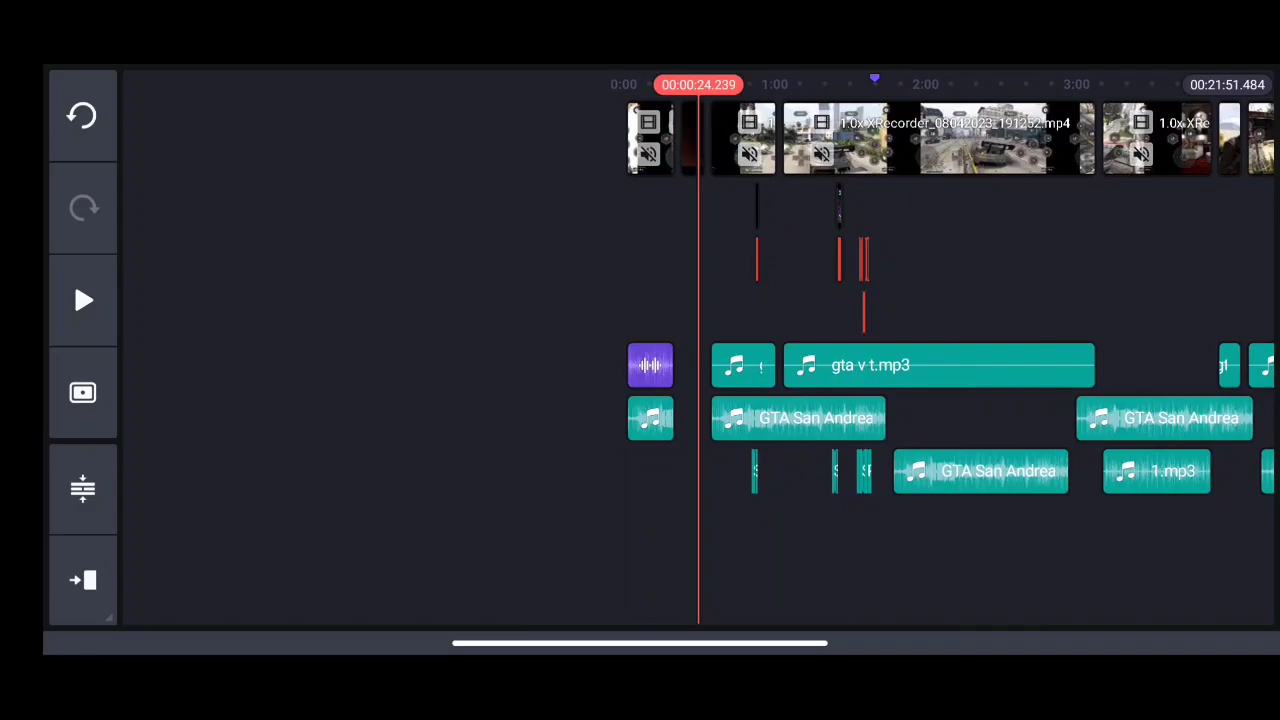 0:00 00:00:24.239 1:00 2:00 3:00 00:21:51.484
1.0x XRecorder_08042023_191252.mp4 1.0x XRe
gta v t.mp3
GTA San Andrea GTA San Andrea
GTA San Andrea 1.mp3